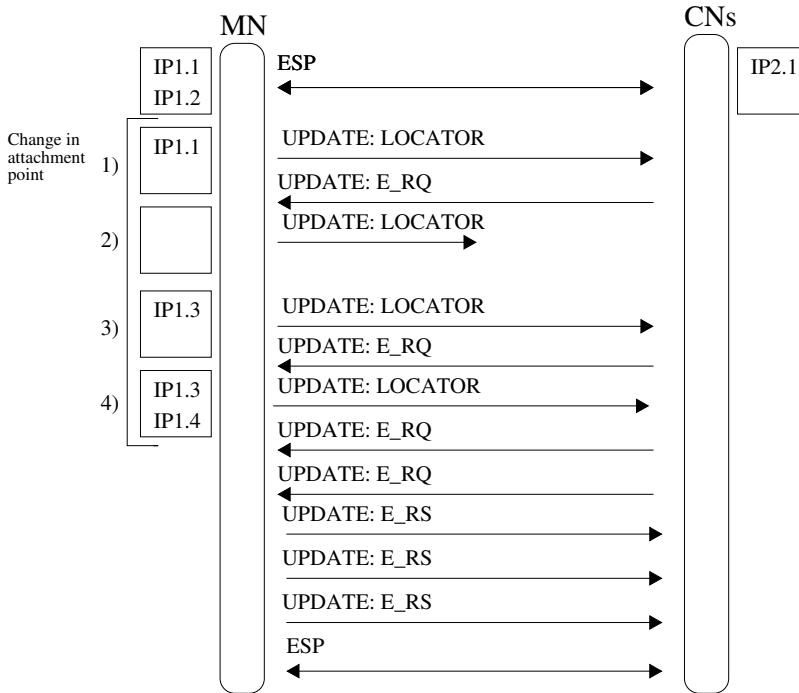 MN
CNs
IP1.1
IP1.2
ESP
IP2.1
Change in
attachment
point
1)
IP1.1
UPDATE: LOCATOR
UPDATE: E_RQ
2)
UPDATE: LOCATOR
3)
IP1.3
UPDATE: LOCATOR
UPDATE: E_RQ
4)
IP1.3
IP1.4
UPDATE: LOCATOR
UPDATE: E_RQ
UPDATE: E_RQ
UPDATE: E_RS
UPDATE: E_RS
UPDATE: E_RS
ESP